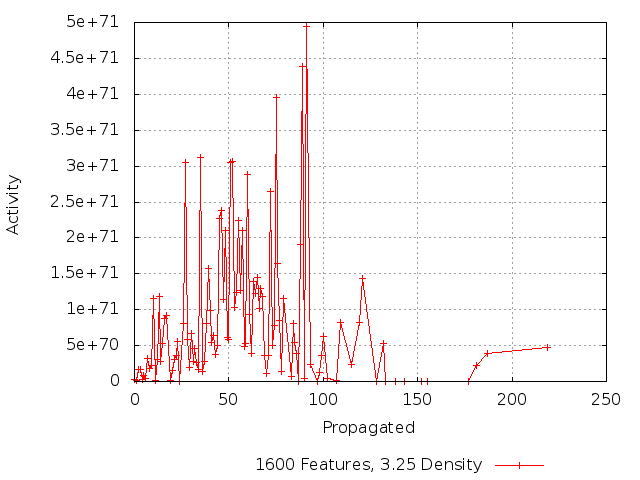 5e+71
4.5e+71
4e+71
3.5e+71
3e+71
2.5e+71
2e+71
1.5e+71
1e+71
5e+70
0
0 50 100 150 200 250
Activity
Propagated
1600 Features, 3.25 Density